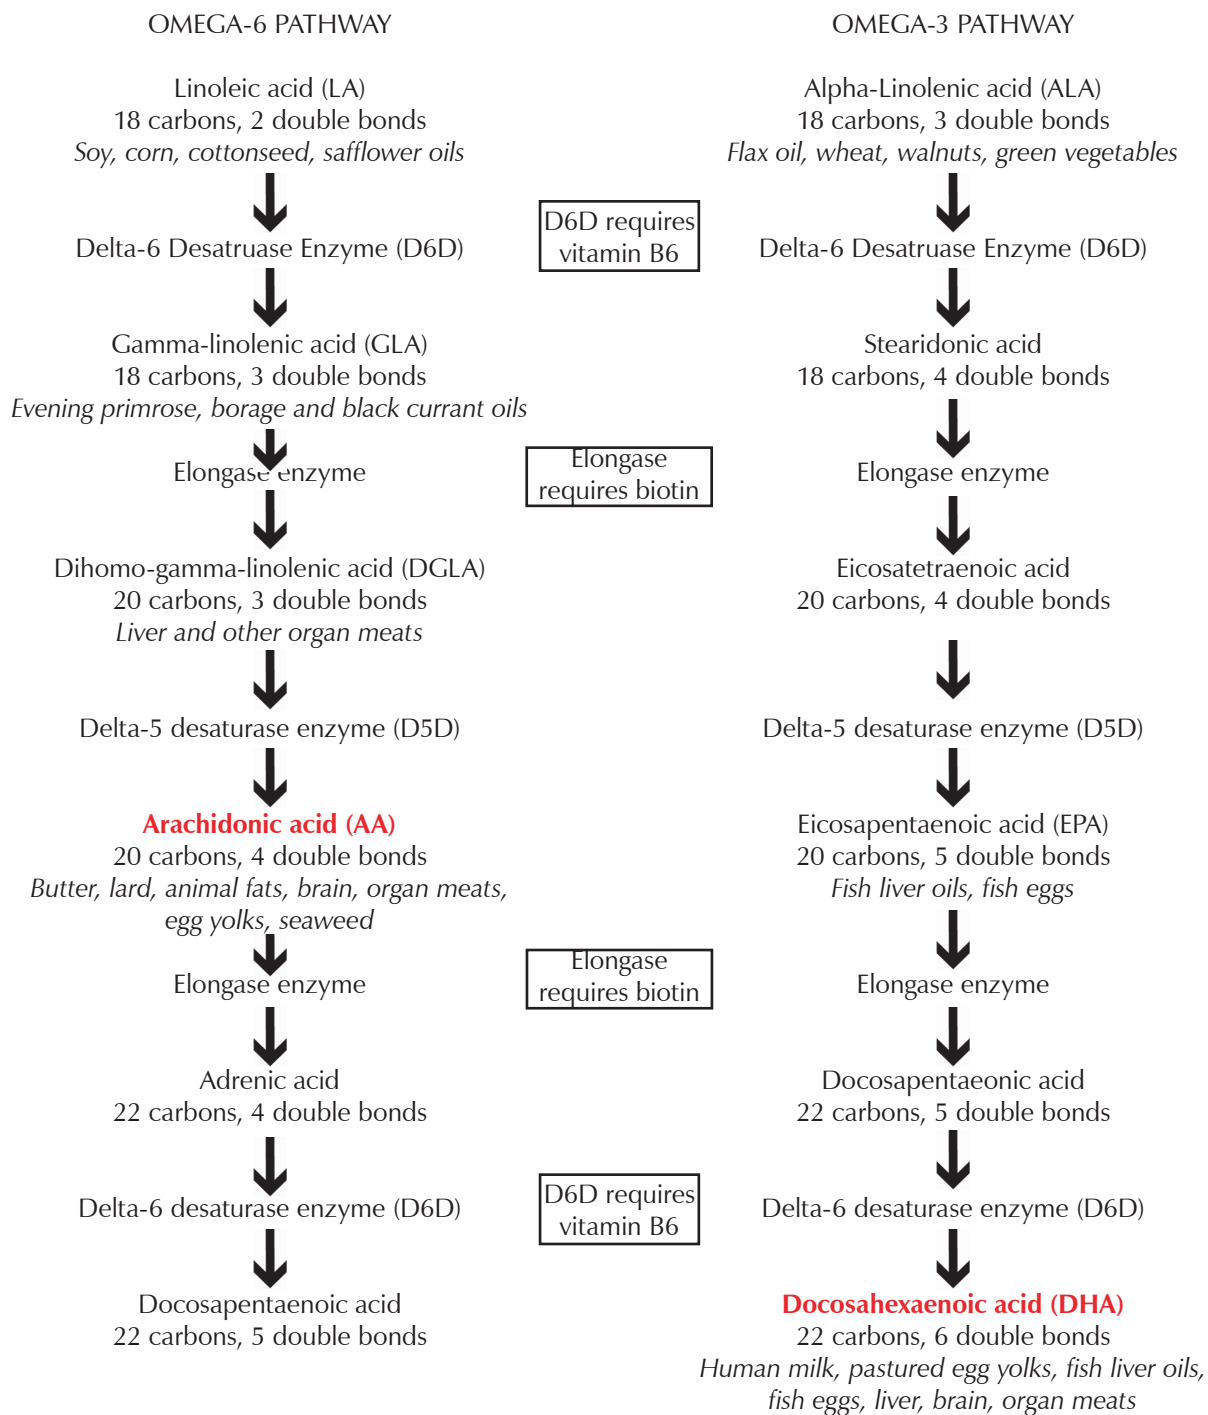 OMEGA-6 PATHWAY
Linoleic acid (LA)
18 carbons, 2 double bonds
Soy, corn, cottonseed, safflower oils
Delta-6 Desatruase Enzyme (D6D)
Gamma-linolenic acid (GLA)
18 carbons, 3 double bonds
Evening primrose, borage and black currant oils
Elongase enzyme
Dihomo-gamma-linolenic acid (DGLA)
20 carbons, 3 double bonds
Liver and other organ meats
Delta-5 desaturase enzyme (D5D)
Arachidonic acid (AA)
20 carbons, 4 double bonds
Butter, lard, animal fats, brain, organ meats,
egg yolks, seaweed
Elongase enzyme
Adrenic acid
22 carbons, 4 double bonds
Delta-6 desaturase enzyme (D6D)
Docosapentaenoic acid
22 carbons, 5 double bonds
D6D requires
vitamin B6
Elongase
requires biotin
Elongase
requires biotin
D6D requires
vitamin B6
OMEGA-3 PATHWAY
Alpha-Linolenic acid (ALA)
18 carbons, 3 double bonds
Flax oil, wheat, walnuts, green vegetables
Delta-6 Desatruase Enzyme (D6D)
Stearidonic acid
18 carbons, 4 double bonds
Elongase enzyme
Eicosatetraenoic acid
20 carbons, 4 double bonds
Delta-5 desaturase enzyme (D5D)
Eicosapentaenoic acid (EPA)
20 carbons, 5 double bonds
Fish liver oils, fish eggs
Elongase enzyme
Docosapentaeonic acid
22 carbons, 5 double bonds
Delta-6 desaturase enzyme (D6D)
Docosahexaenoic acid (DHA)
22 carbons, 6 double bonds
Human milk, pastured egg yolks, fish liver oils,
fish eggs, liver, brain, organ meats